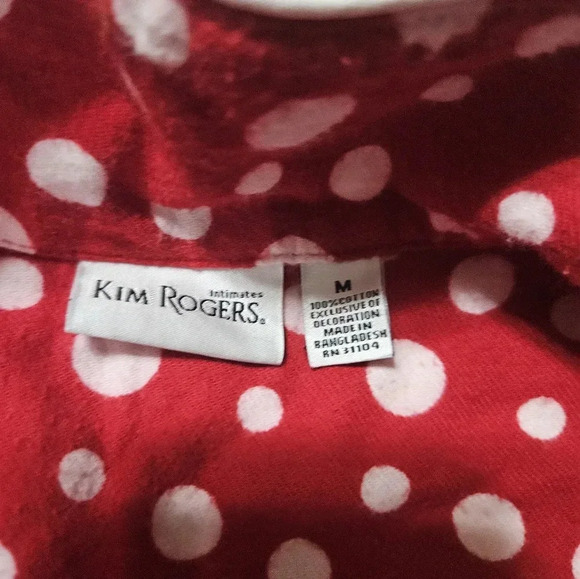 Intimates
KIM ROGERS®
M
100%COTTON
EXCLUSIVE OF
DECORATION
MADE IN
BANGLADESH
RN 31104